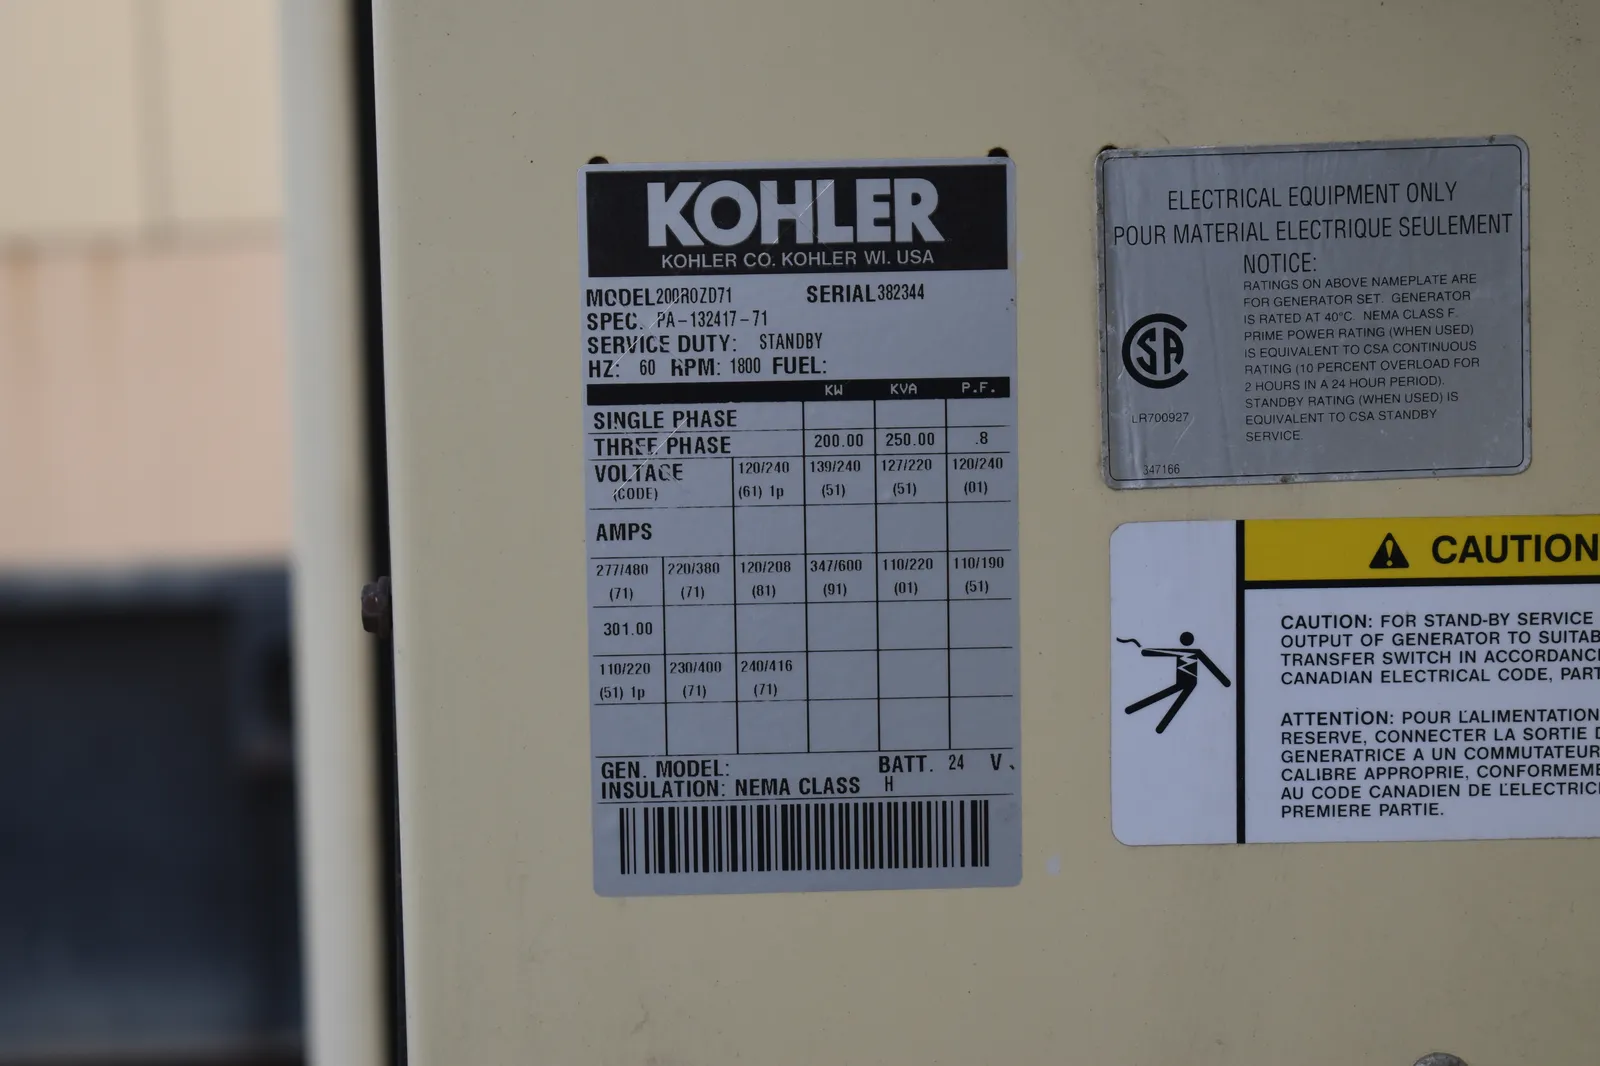 KOHLER
KOHLER CO. KOHLER WI. USA
MODEL 200ROZD71 SERIAL 382344
SPEC. PA-132417-71
SERVICE DUTY: STANDBY
HZ: 60 RPM: 1800 FUEL:
KW KVA P.F.
SINGLE PHASE
THREE PHASE 200.00 250.00 .8
VOLTAGE 120/240 139/240 127/220 120/240
(CODE) (61) 1p (51) (51) (01)
AMPS
277/480 220/380 120/208 347/600 110/220 110/190
(71) (71) (81) (91) (01) (51)
301.00
110/220 230/400 240/416
(51) 1p (71) (71)
GEN. MODEL: BATT. 24 V.
INSULATION: NEMA CLASS H
ELECTRICAL EQUIPMENT ONLY
POUR MATERIAL ELECTRIQUE SEULEMENT
NOTICE:
RATINGS ON ABOVE NAMEPLATE ARE
FOR GENERATOR SET. GENERATOR
IS RATED AT 40°C. NEMA CLASS F.
PRIME POWER RATING (WHEN USED)
IS EQUIVALENT TO CSA CONTINUOUS
RATING (10 PERCENT OVERLOAD FOR
2 HOURS IN A 24 HOUR PERIOD).
STANDBY RATING (WHEN USED) IS
EQUIVALENT TO CSA STANDBY
SERVICE.
CSA
LR700927
347166
CAUTION
CAUTION: FOR STAND-BY SERVICE
OUTPUT OF GENERATOR TO SUITAB
TRANSFER SWITCH IN ACCORDANC
CANADIAN ELECTRICAL CODE, PART
ATTENTION: POUR L'ALIMENTATION
RESERVE, CONNECTER LA SORTIE D
GENERATRICE A UN COMMUTATEUR
CALIBRE APPROPRIE, CONFORMEME
AU CODE CANADIEN DE L'ELECTRICI
PREMIERE PARTIE.